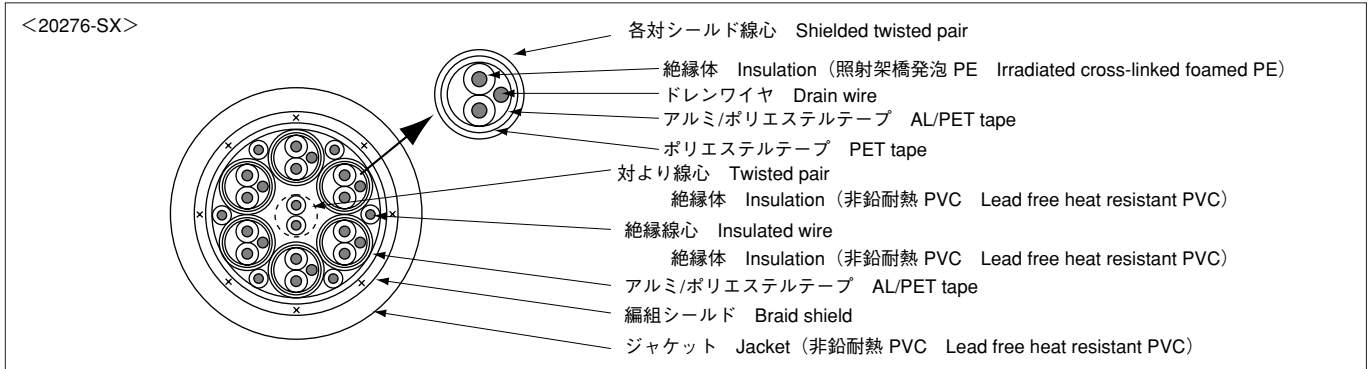 <20276-SX>
各対シールド線心 Shielded twisted pair
絶縁体 Insulation（照射架橋発泡 PE Irradiated cross-linked foamed PE）
ドレンワイヤ Drain wire
アルミ/ポリエステルテープ AL/PET tape
ポリエステルテープ PET tape
対より線心 Twisted pair
絶縁体 Insulation（非鉛耐熱 PVC Lead free heat resistant PVC）
絶縁線心 Insulated wire
絶縁体 Insulation（非鉛耐熱 PVC Lead free heat resistant PVC）
アルミ/ポリエステルテープ AL/PET tape
編組シールド Braid shield
ジャケット Jacket（非鉛耐熱 PVC Lead free heat resistant PVC）